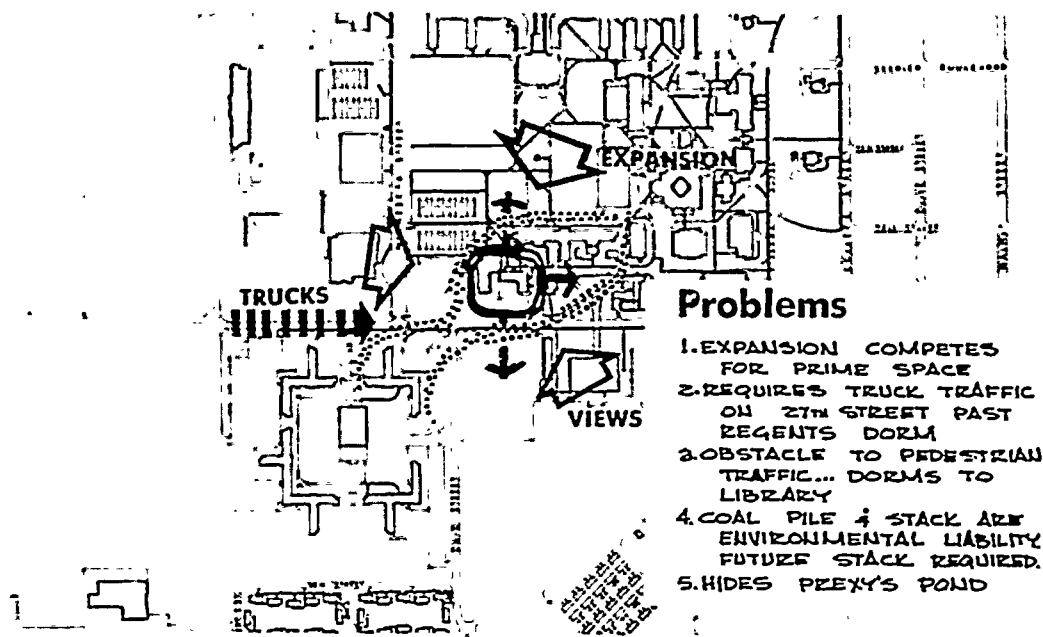 EXPANSION
TRUCKS
VIEWS
Problems
1. EXPANSION COMPETES
FOR PRIME SPACE
2. REQUIRES TRUCK TRAFFIC
ON 27TH STREET PAST
REGENTS DORM
3. OBSTACLE TO PEDESTRIAN
TRAFFIC... DORMS TO
LIBRARY
4. COAL PILE & STACK ARE
ENVIRONMENTAL LIABILITY
FUTURE STACK REQUIRED.
5. HIDES PREXY'S POND